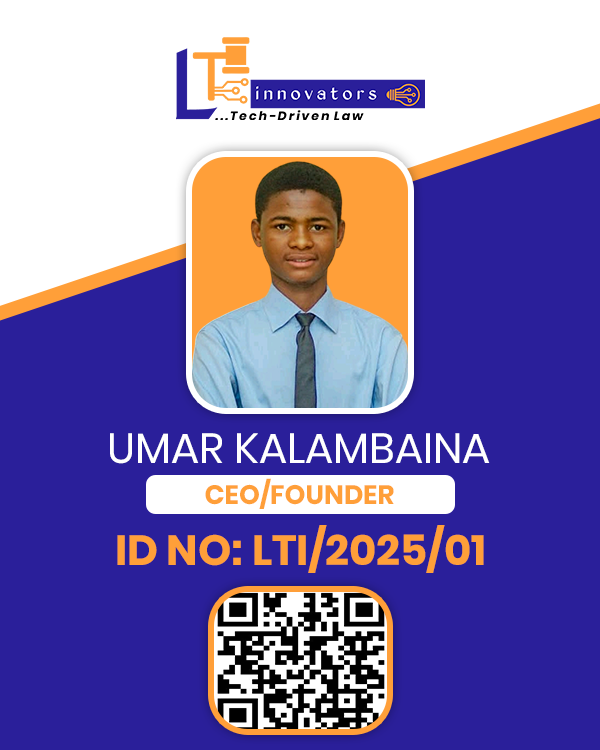 LT innovators
...Tech-Driven Law
UMAR KALAMBAINA
CEO/FOUNDER
ID NO: LTI/2025/01